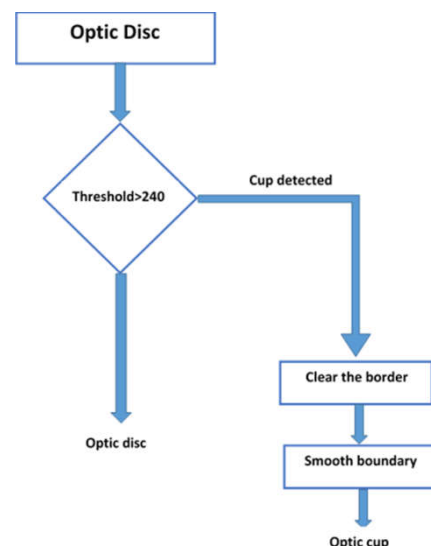 Optic Disc
Threshold>240
Cup detected
Clear the border
Optic disc
Smooth boundary
Optic cup